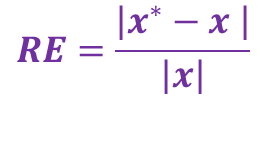 RE = |x* − x | / |x|